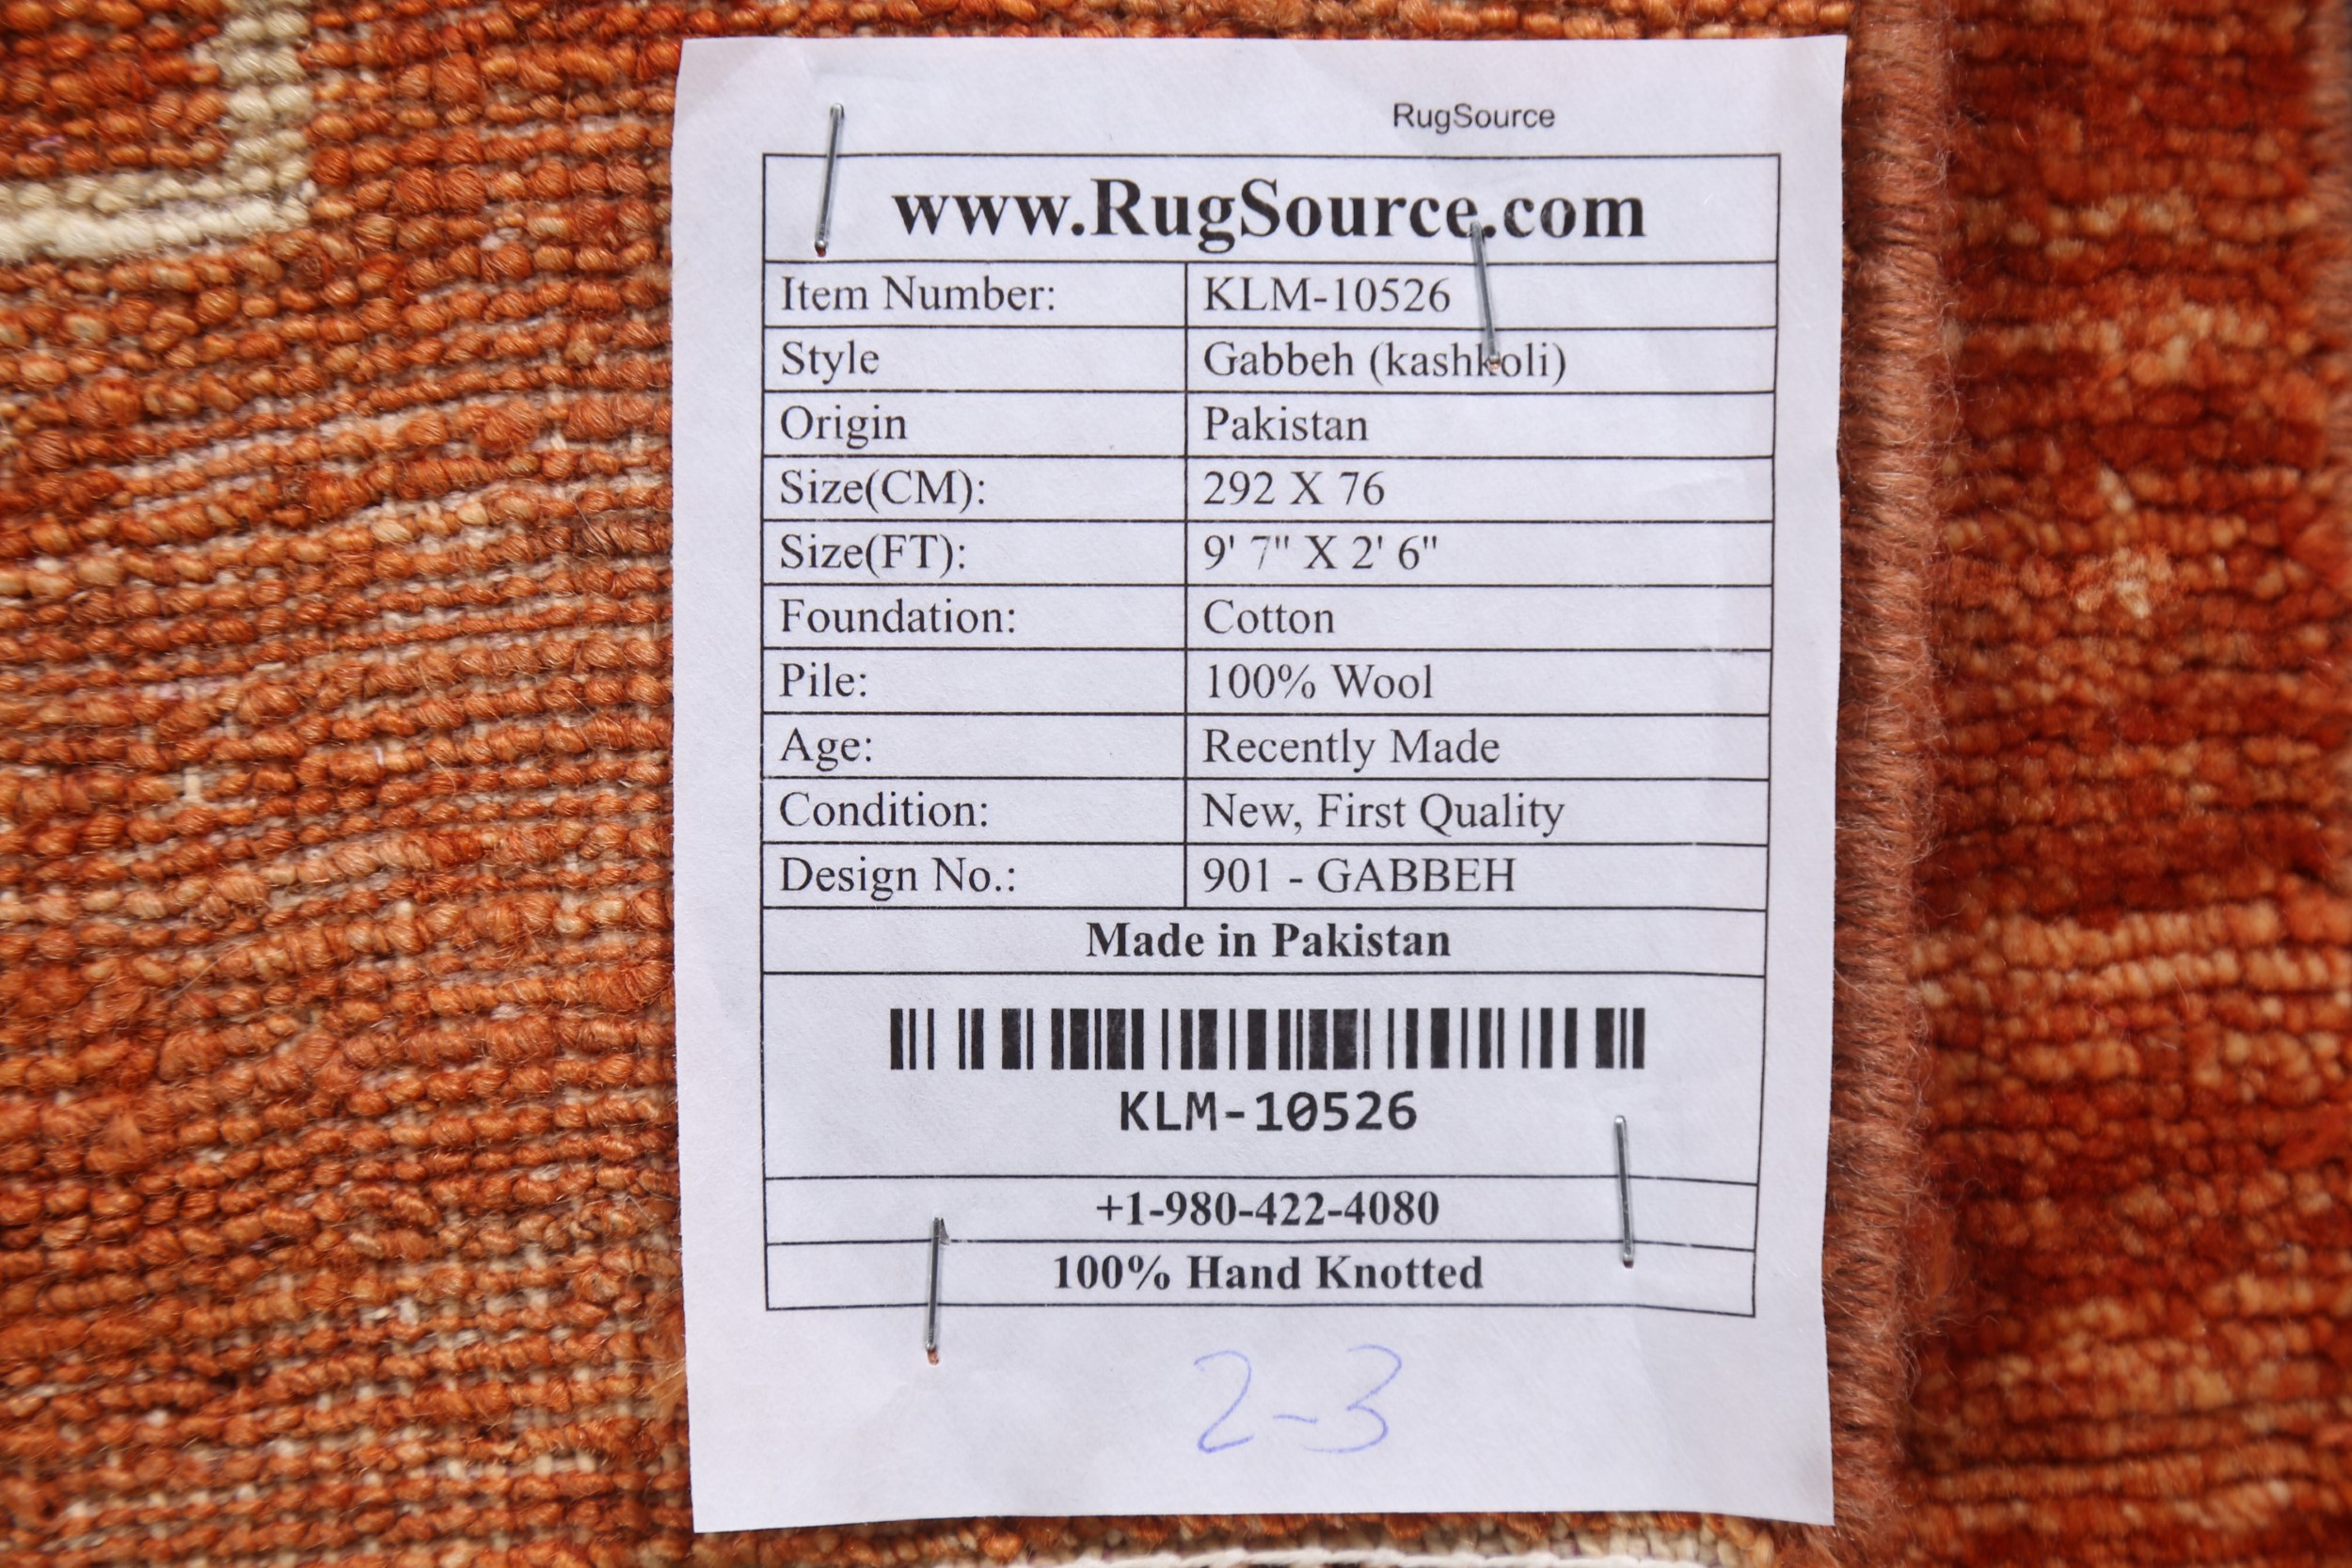 RugSource
www.RugSource.com
Item Number: KLM-10526
Style Gabbeh (kashkoli)
Origin Pakistan
Size(CM): 292 X 76
Size(FT): 9' 7" X 2' 6"
Foundation: Cotton
Pile: 100% Wool
Age: Recently Made
Condition: New, First Quality
Design No.: 901 - GABBEH
Made in Pakistan
KLM-10526
+1-980-422-4080
100% Hand Knotted
2-3